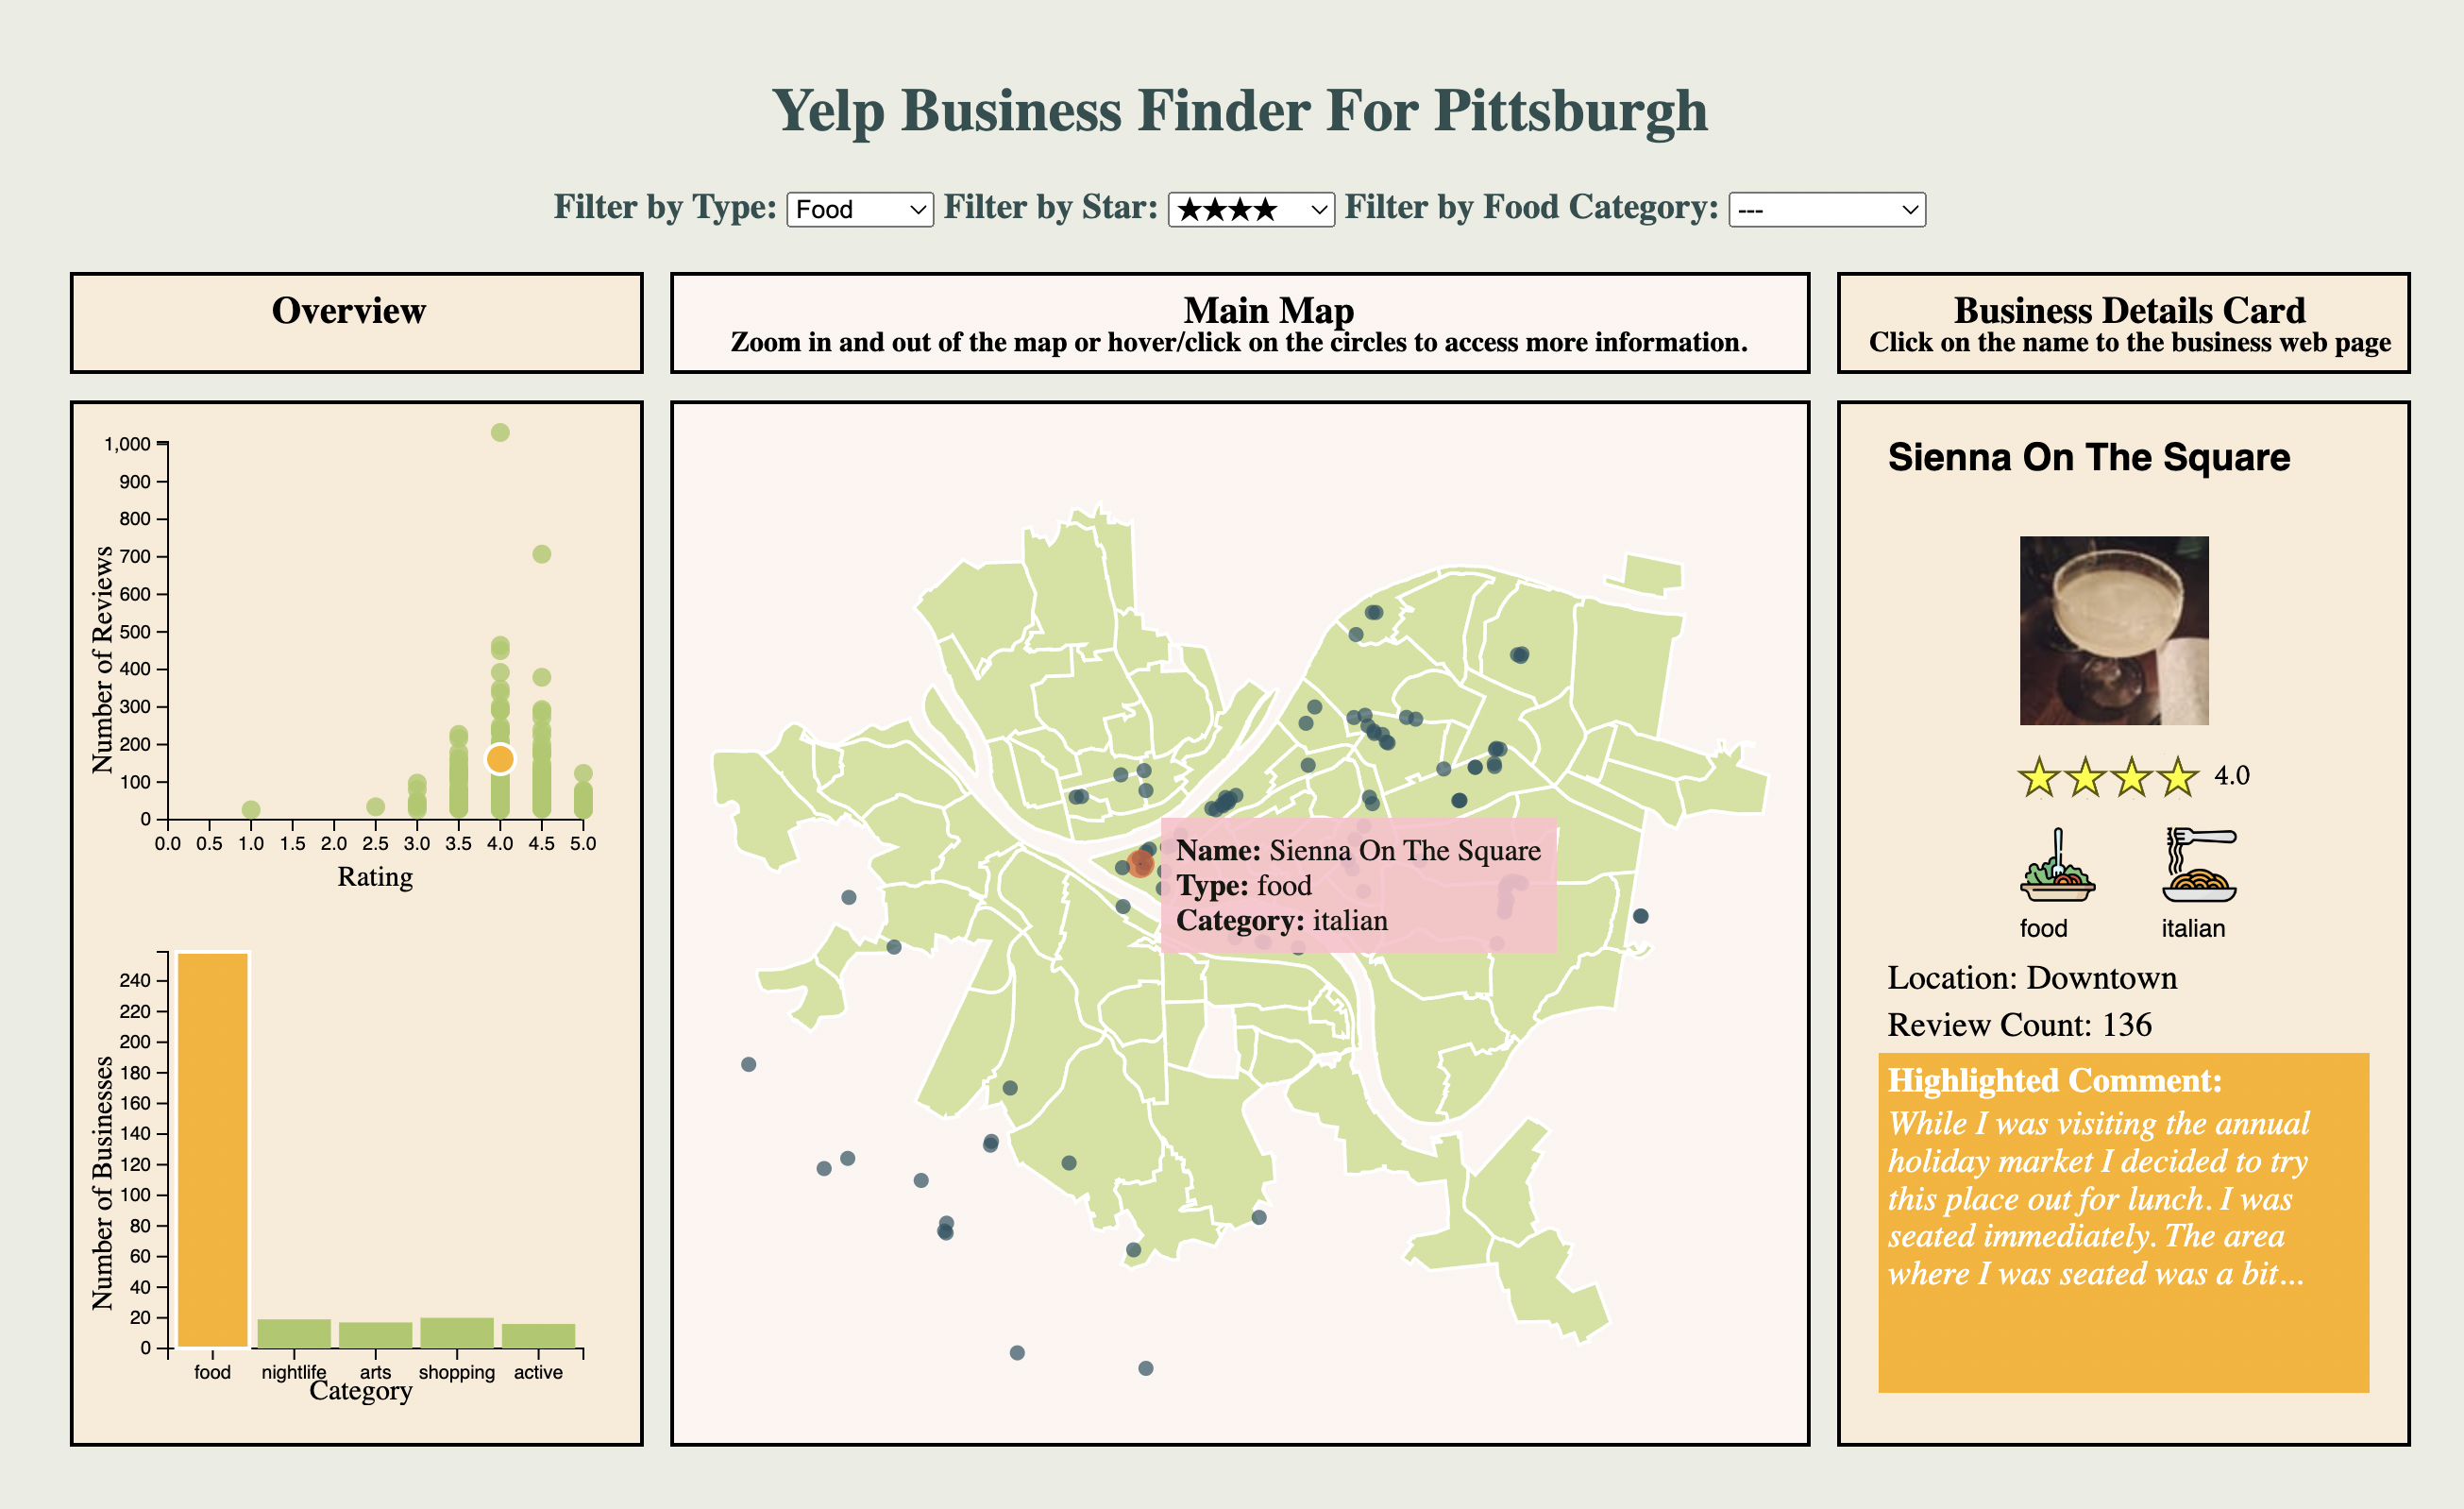 Yelp Business Finder For Pittsburgh
Filter by Type: Food Filter by Star: ★★★★ Filter by Food Category: ---
Overview
Main Map
Zoom in and out of the map or hover/click on the circles to access more information.
Business Details Card
Click on the name to the business web page
1,000
900
800
700
600
500
400
300
200
100
0
Number of Reviews
0.0 0.5 1.0 1.5 2.0 2.5 3.0 3.5 4.0 4.5 5.0
Rating
240
220
200
180
160
140
120
100
80
60
40
20
0
Number of Businesses
food nightlife arts shopping active
Category
Name: Sienna On The Square
Type: food
Category: italian
Sienna On The Square
4.0
food italian
Location: Downtown
Review Count: 136
Highlighted Comment:
While I was visiting the annual
holiday market I decided to try
this place out for lunch. I was
seated immediately. The area
where I was seated was a bit...